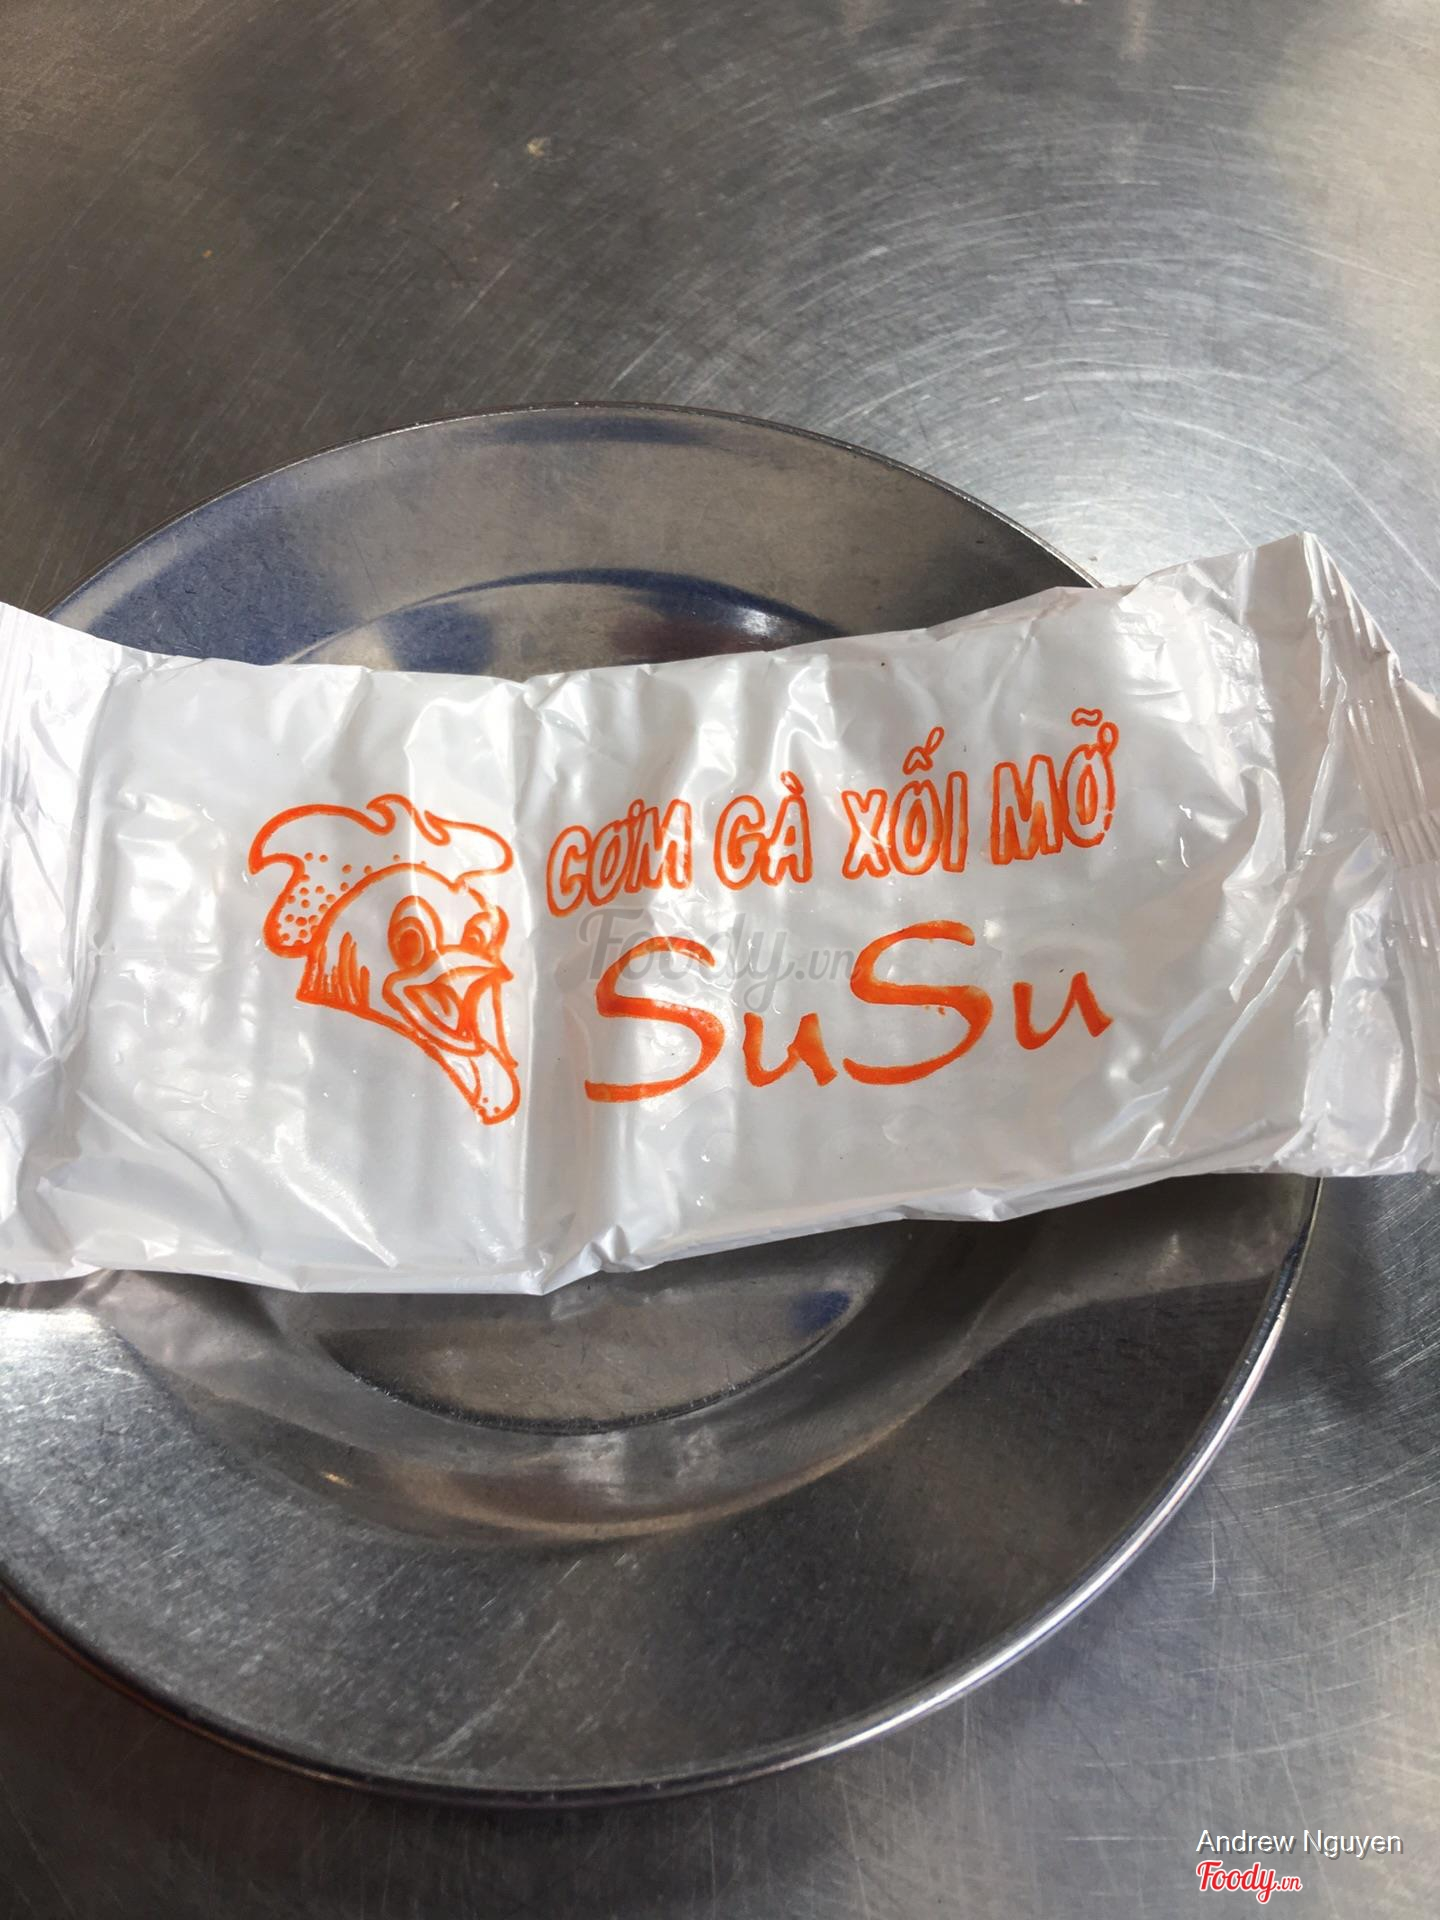 CƠM GÀ XỐI MỠ
SuSu
Foody.vn
Andrew Nguyen
Foody.vn